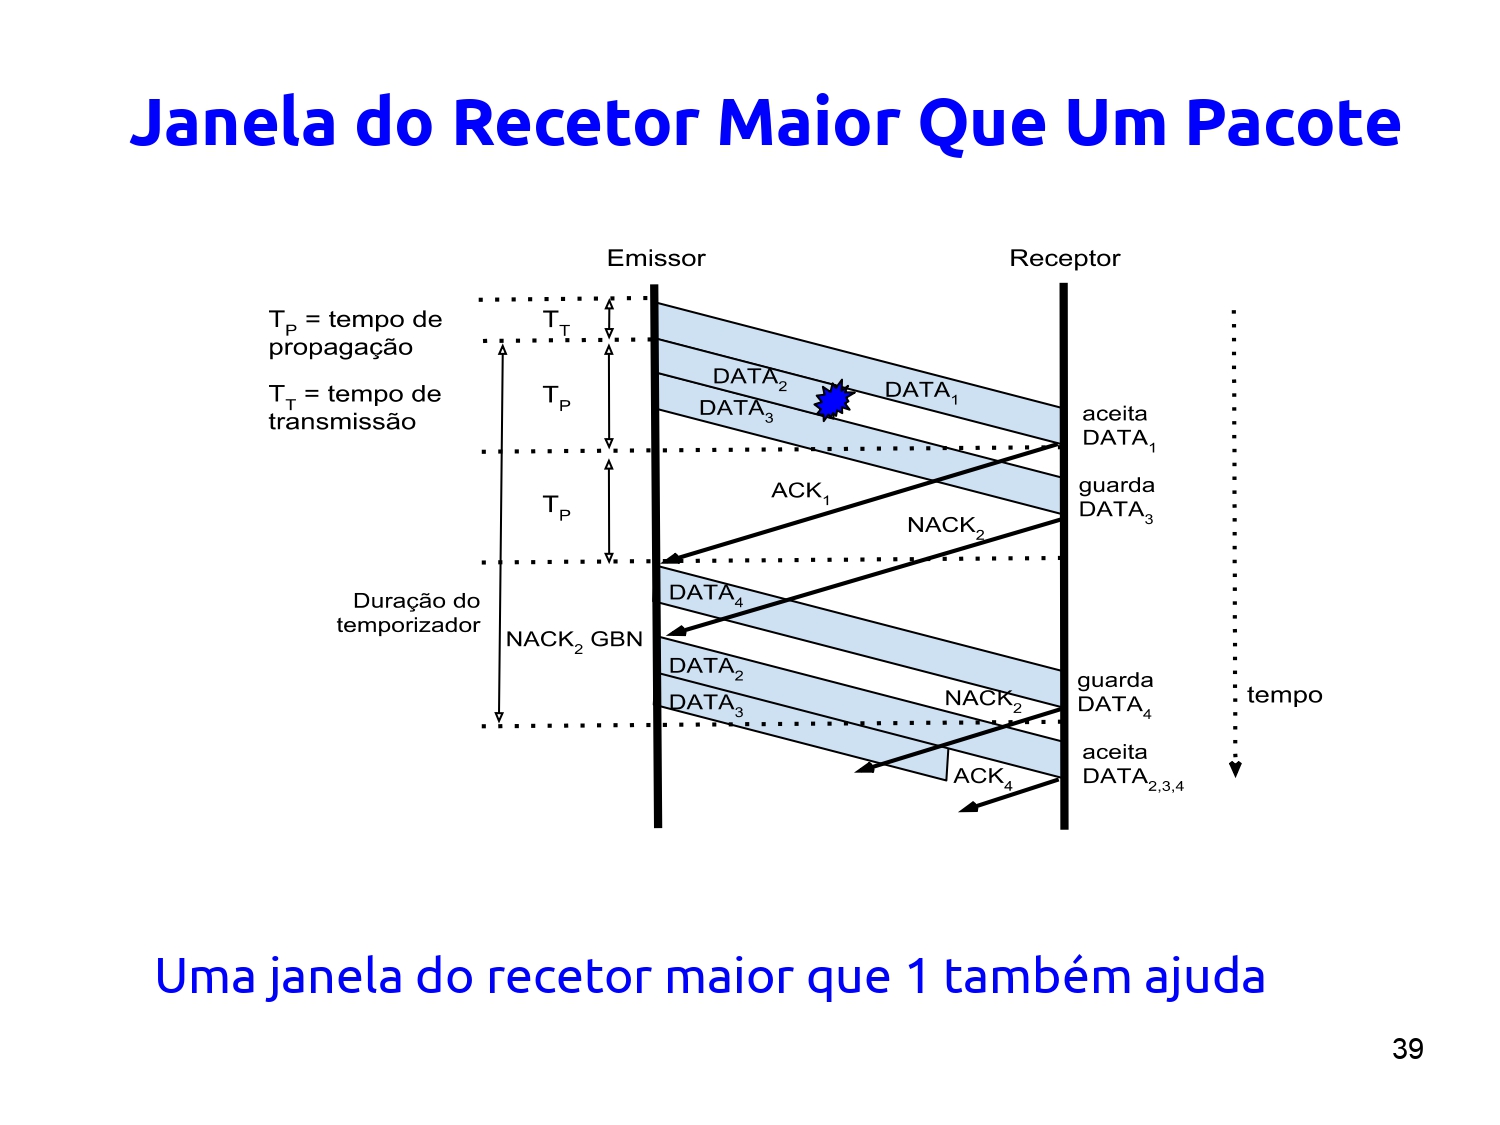 Janela do Recetor Maior Que Um Pacote
Emissor
Receptor
T_P = tempo de
propagação
T_T = tempo de
transmissão
T_T
T_P
T_P
DATA_2
DATA_1
DATA_3
aceita
DATA_1
guarda
DATA_3
ACK_1
NACK_2
DATA_4
Duração do
temporizador
NACK_2 GBN
DATA_2
DATA_3
NACK_2
guarda
DATA_4
tempo
aceita
DATA_2,3,4
ACK_4
Uma janela do recetor maior que 1 também ajuda
39